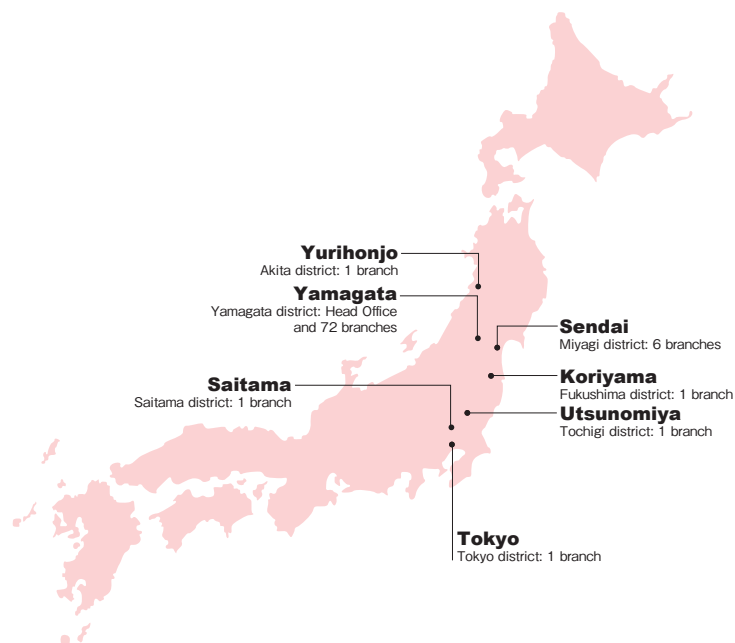 Yurihonjo
Akita district: 1 branch
Yamagata
Yamagata district: Head Office
and 72 branches
Sendai
Miyagi district: 6 branches
Koriyama
Fukushima district: 1 branch
Saitama
Saitama district: 1 branch
Utsunomiya
Tochigi district: 1 branch
Tokyo
Tokyo district: 1 branch